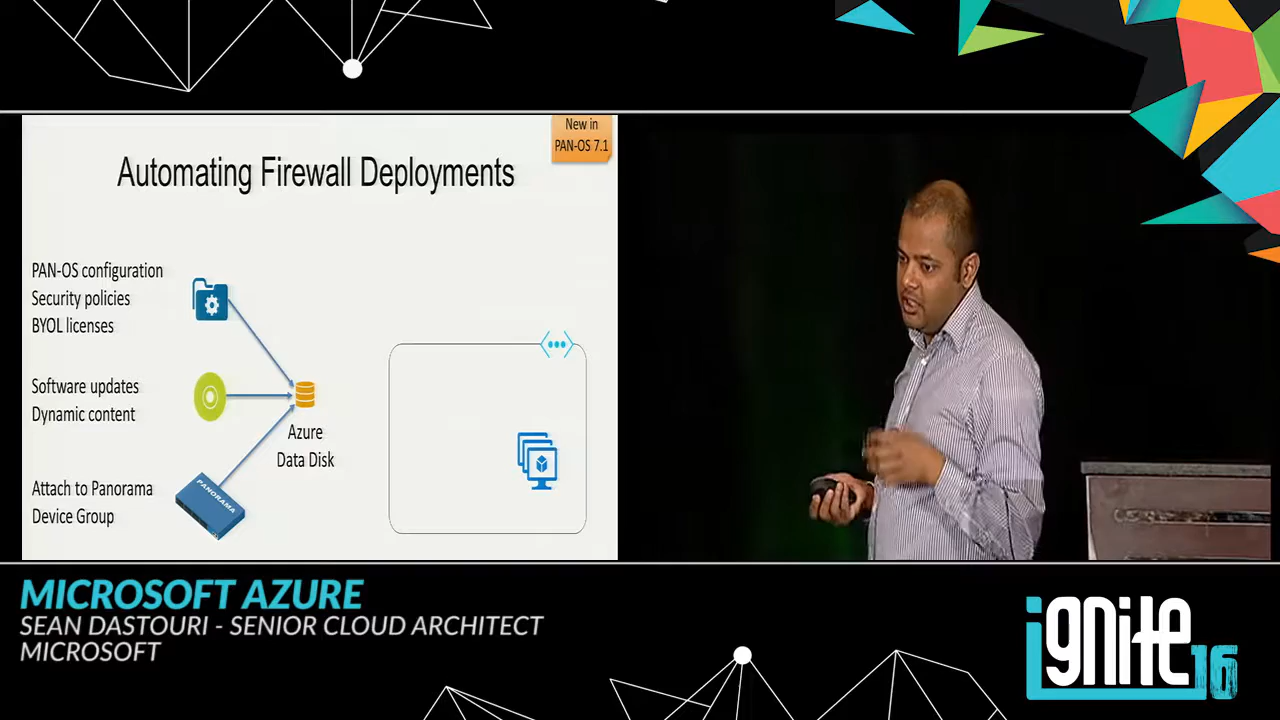 New in
PAN-OS 7.1
Automating Firewall Deployments
PAN-OS configuration
Security policies
BYOL licenses
Software updates
Dynamic content
Azure
Data Disk
Attach to Panorama
Device Group
PANORAMA
MICROSOFT AZURE
SEAN DASTOURI - SENIOR CLOUD ARCHITECT
MICROSOFT
ignite16